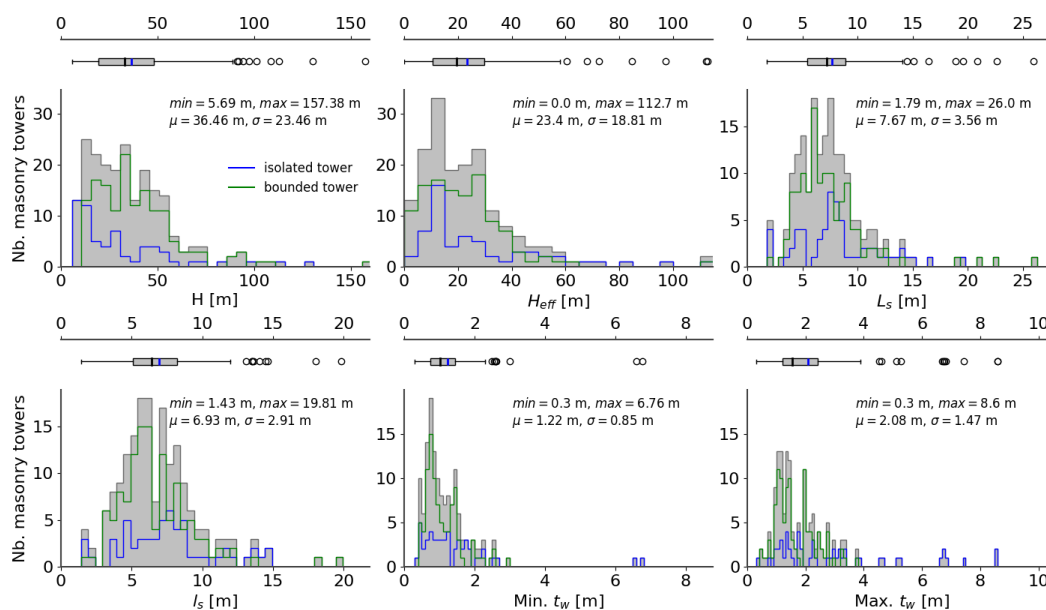 0 50 100 150
0 20 40 60 80 100
0 5 10 15 20 25
min = 5.69 m, max = 157.38 m
μ = 36.46 m, σ = 23.46 m
min = 0.0 m, max = 112.7 m
μ = 23.4 m, σ = 18.81 m
min = 1.79 m, max = 26.0 m
μ = 7.67 m, σ = 3.56 m
isolated tower
bounded tower
Nb. masonry towers
30
20
10
0
30
20
10
0
15
10
5
0
0 50 100 150
0 20 40 60 80 100
0 5 10 15 20 25
H [m]
H_eff [m]
L_s [m]
0 5 10 15 20
0 2 4 6 8
0 2 4 6 8 10
min = 1.43 m, max = 19.81 m
μ = 6.93 m, σ = 2.91 m
min = 0.3 m, max = 6.76 m
μ = 1.22 m, σ = 0.85 m
min = 0.3 m, max = 8.6 m
μ = 2.08 m, σ = 1.47 m
Nb. masonry towers
15
10
5
0
15
10
5
0
15
10
5
0
0 5 10 15 20
0 2 4 6 8
0 2 4 6 8 10
l_s [m]
Min. t_w [m]
Max. t_w [m]